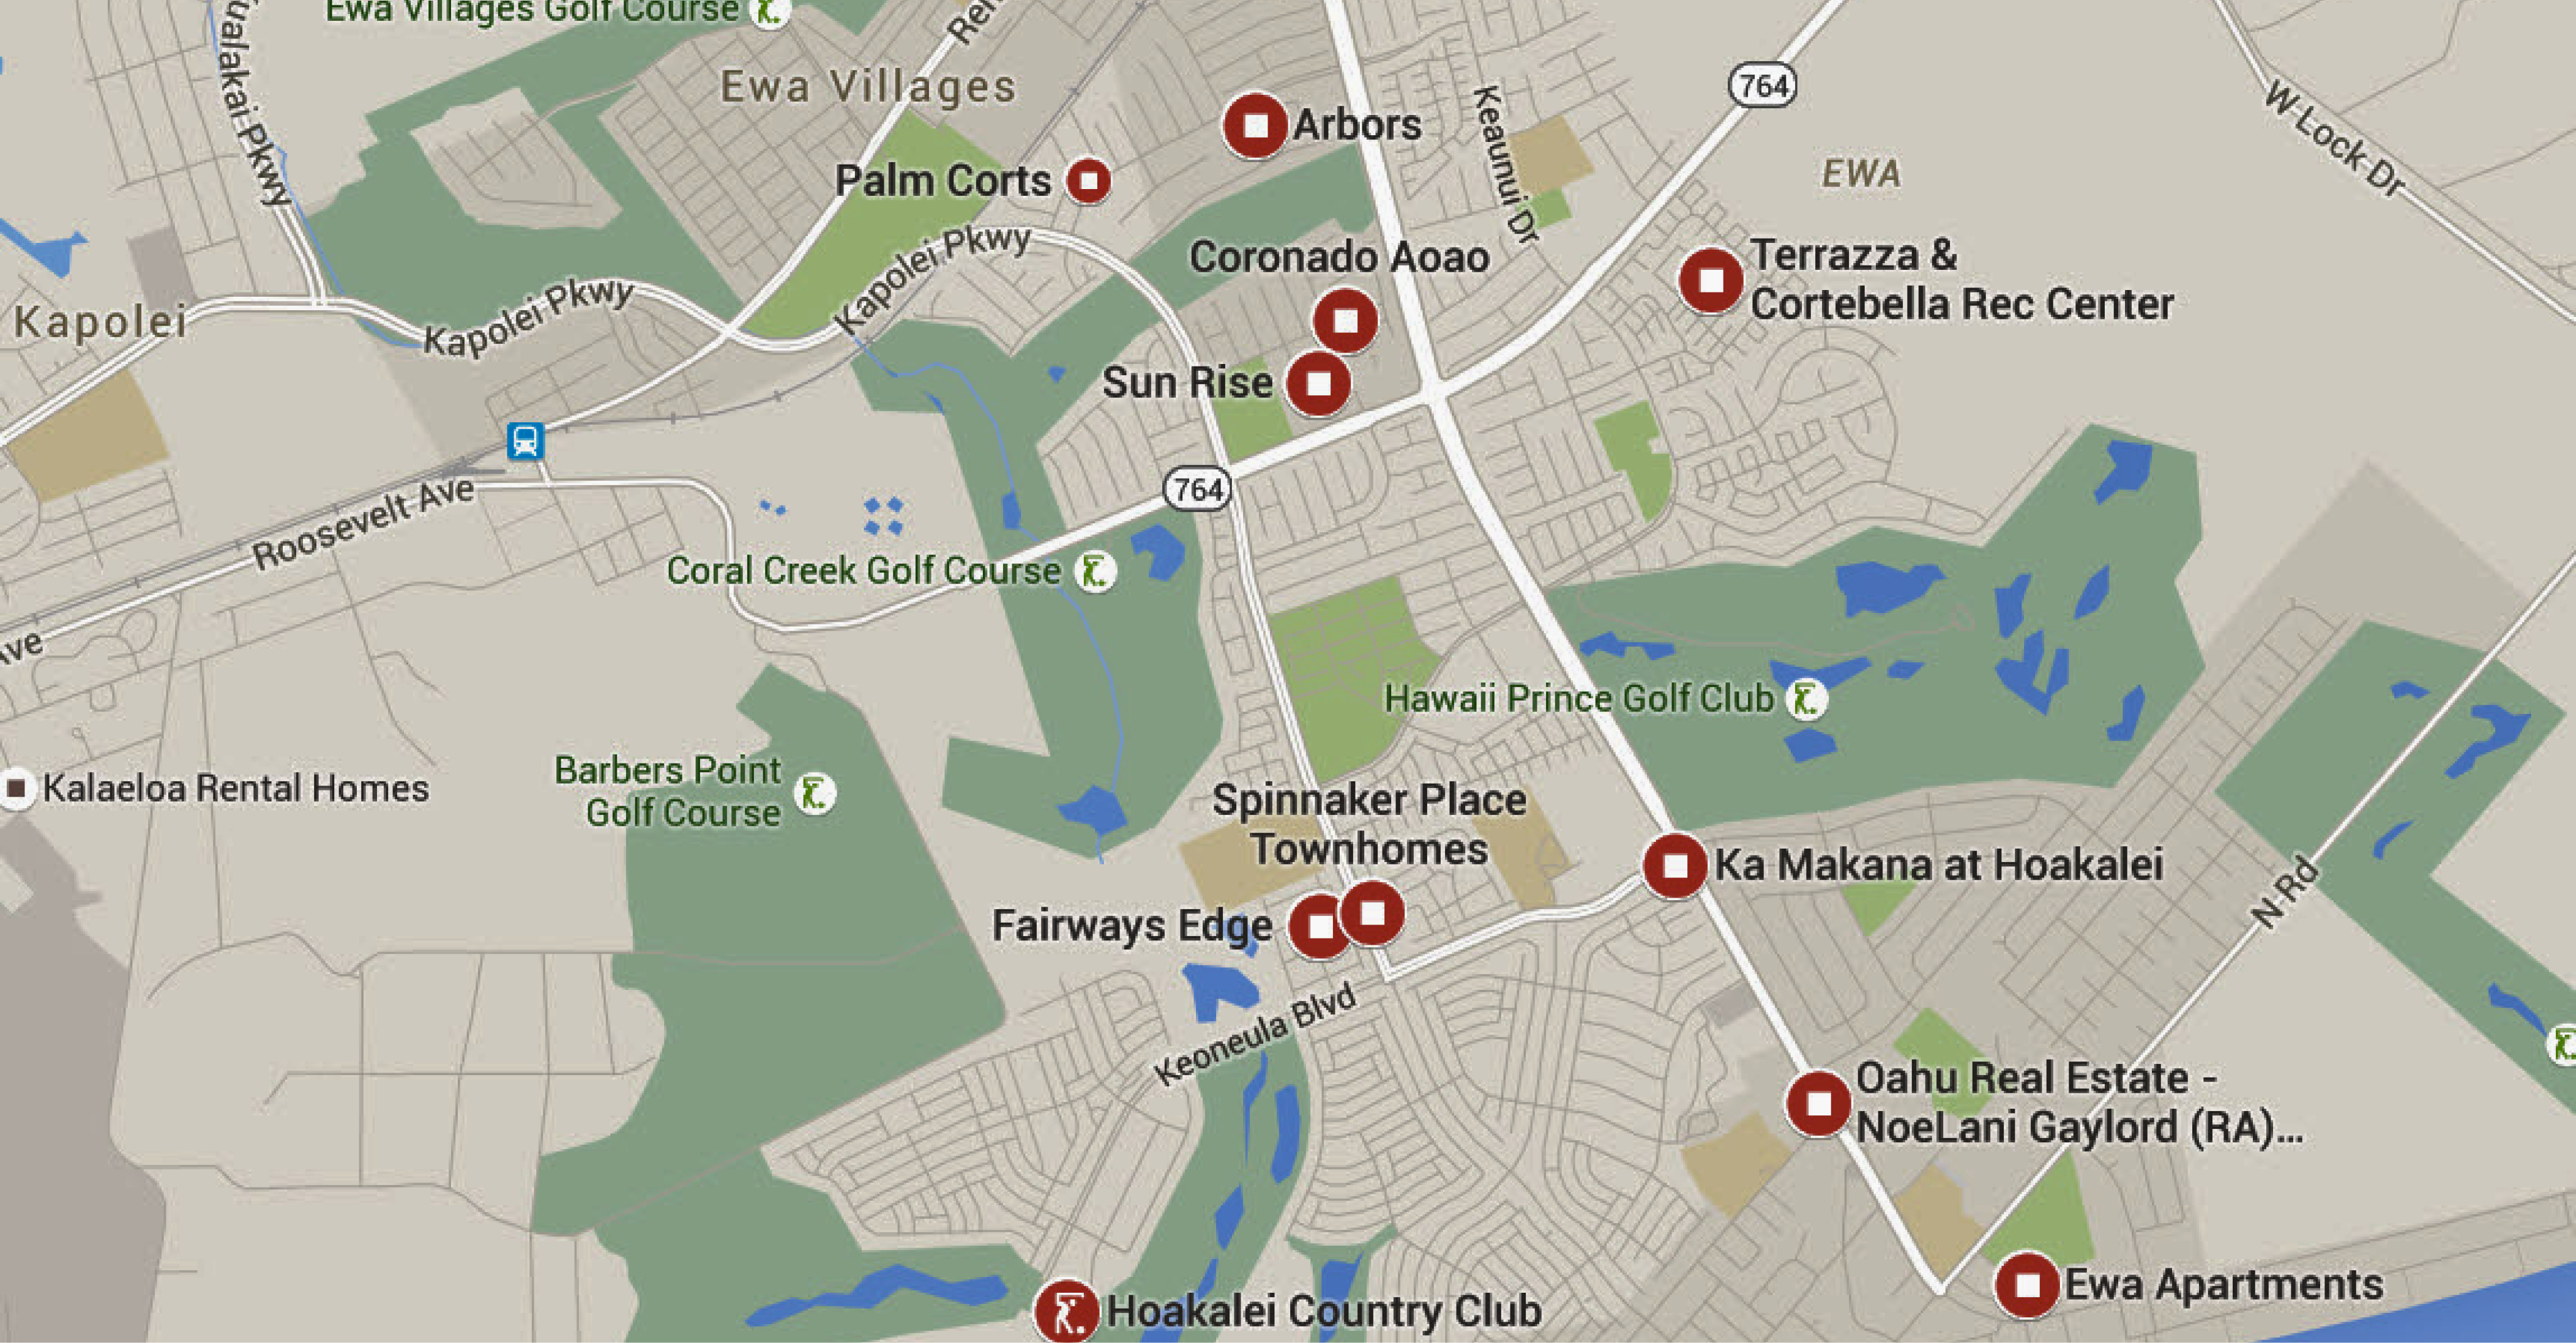 Ewa Villages Golf Course
Ren
ualakai Pkwy
Ewa Villages
764
Keaunui Dr
W Lock Dr
Arbors
Palm Corts
EWA
Kapolei Pkwy
Coronado Aoao
Terrazza &
Cortebella Rec Center
Kapolei
Kapolei Pkwy
Sun Rise
764
Roosevelt Ave
Coral Creek Golf Course
Ave
Hawaii Prince Golf Club
Barbers Point
Golf Course
Kalaeloa Rental Homes
Spinnaker Place
Townhomes
Ka Makana at Hoakalei
N Rd
Fairways Edge
Keoneula Blvd
Oahu Real Estate -
NoeLani Gaylord (RA)...
Ewa Apartments
Hoakalei Country Club